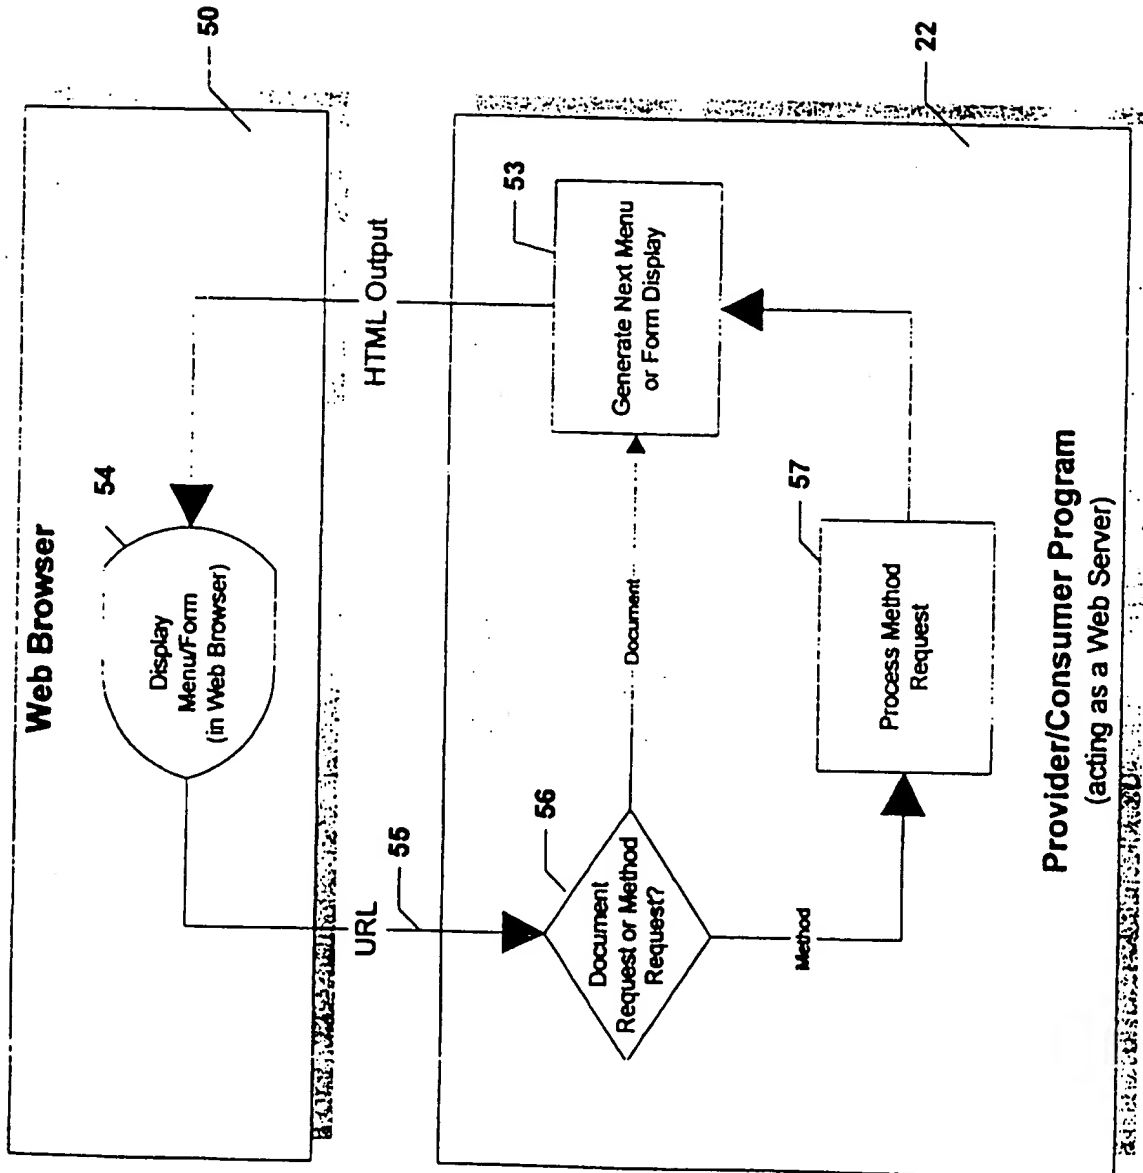 Web Browser
50
54
Display
Menu/Form
(in Web Browser)
URL
55
HTML Output
56
Document
Request or Method
Request?
Document
53
Generate Next Menu
or Form Display
Method
57
Process Method
Request
22
Provider/Consumer Program
(acting as a Web Server)